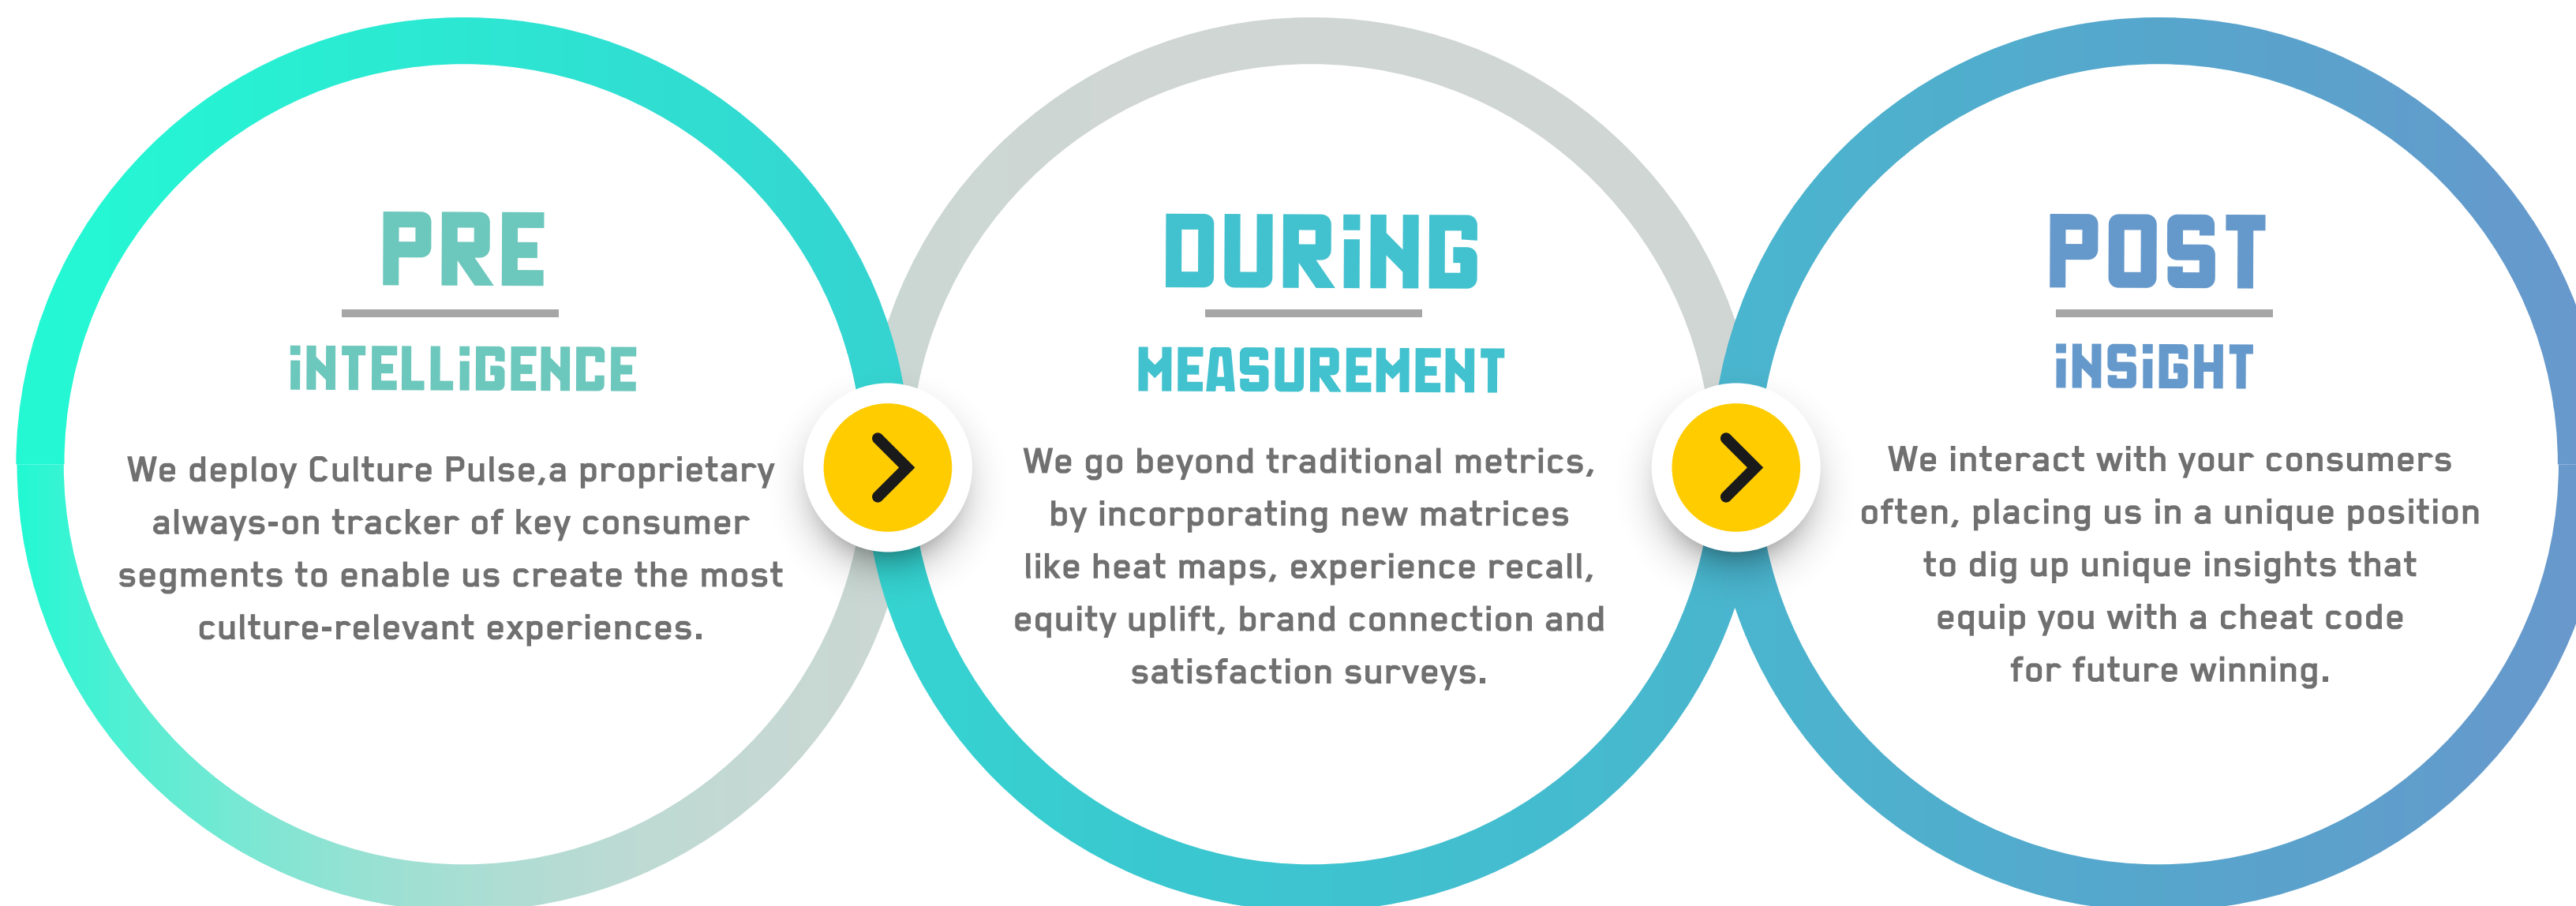 PRE
iNTELLiGENCE
We deploy Culture Pulse,a proprietary
always-on tracker of key consumer
segments to enable us create the most
culture-relevant experiences.
DURiNG
MEASUREMENT
We go beyond traditional metrics,
by incorporating new matrices
like heat maps, experience recall,
equity uplift, brand connection and
satisfaction surveys.
POST
iNSiGHT
We interact with your consumers
often, placing us in a unique position
to dig up unique insights that
equip you with a cheat code
for future winning.